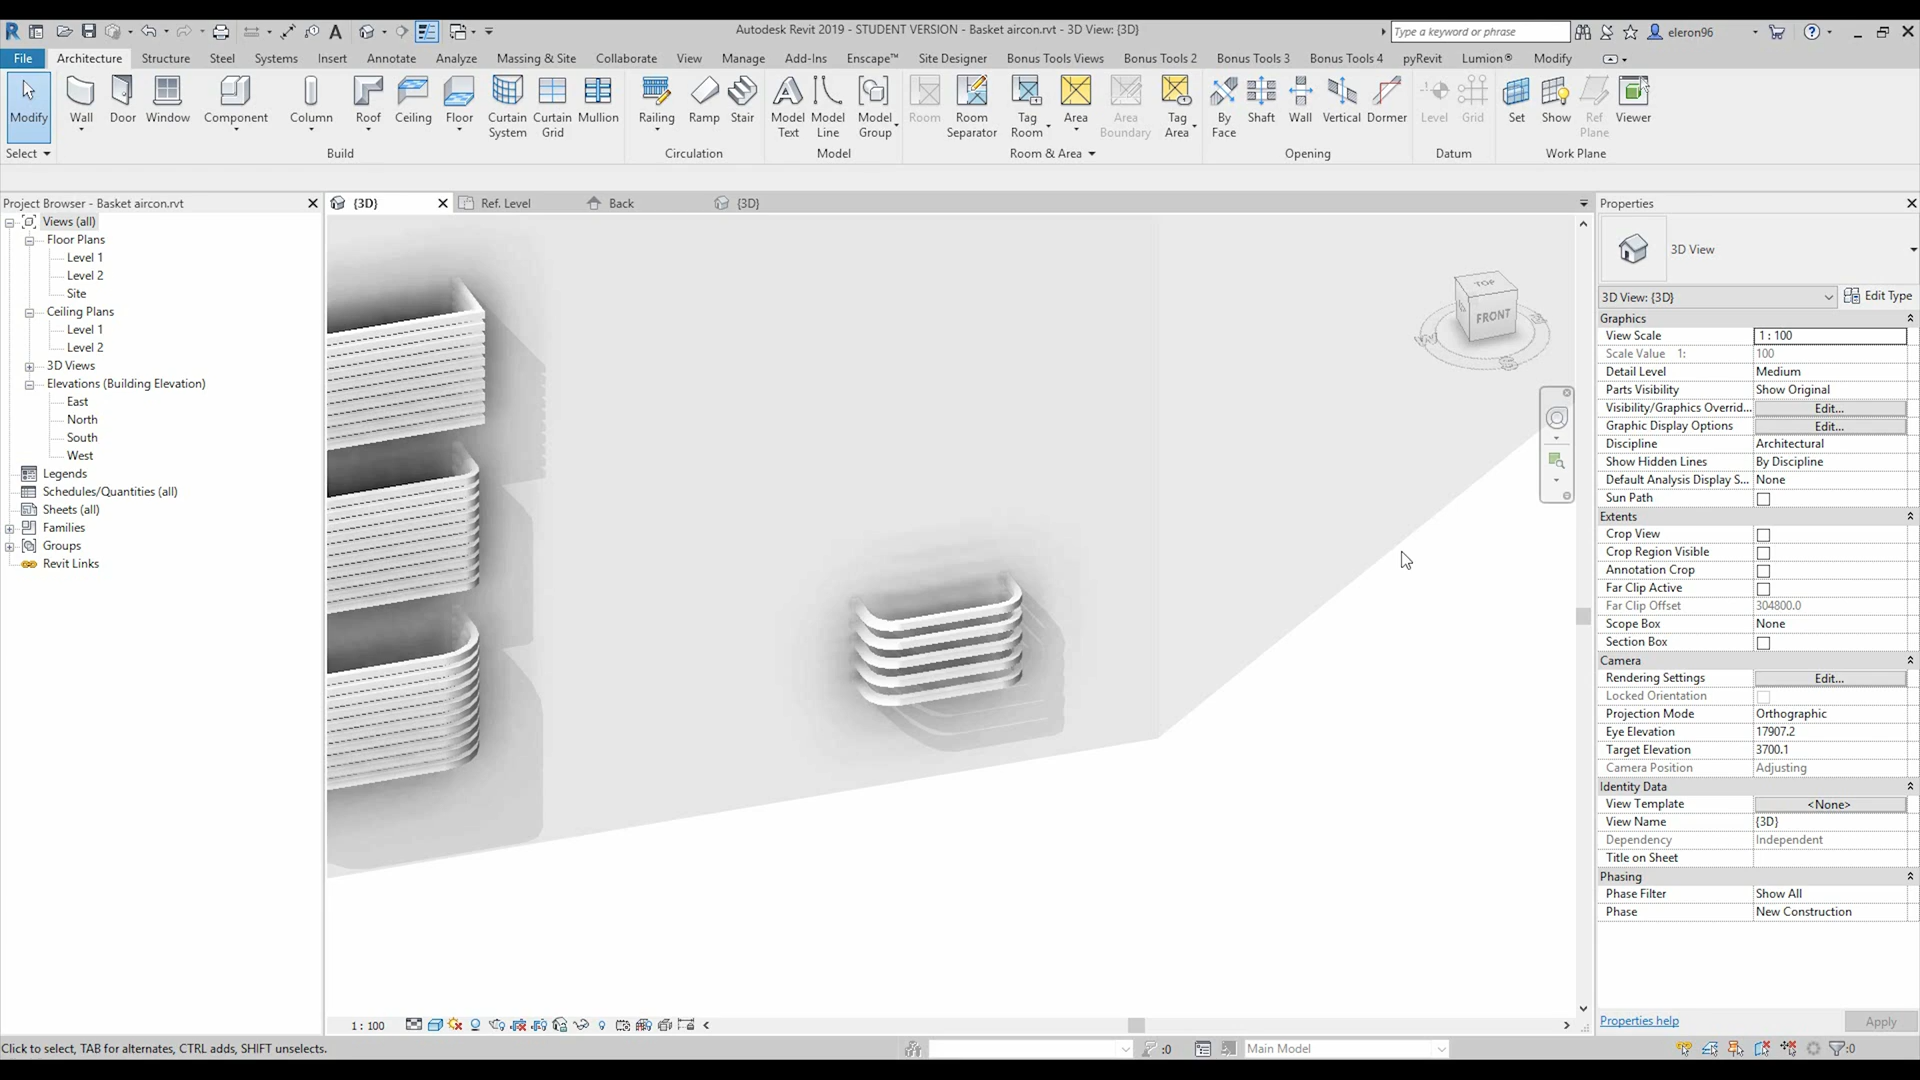 Autodesk Revit 2019 - STUDENT VERSION - Basket aircon.rvt - 3D View: {3D}
Type a keyword or phrase
eleron96
File Architecture Structure Steel Systems Insert Annotate Analyze Massing & Site Collaborate View Manage Add-Ins Enscape™ Site Designer Bonus Tools Views Bonus Tools 2 Bonus Tools 3 Bonus Tools 4 pyRevit Lumion® Modify
Modify Wall Door Window Component Column Roof Ceiling Floor Curtain System Curtain Grid Mullion Railing Ramp Stair Model Text Model Line Model Group Room Room Separator Tag Room Area Area Boundary Tag Area By Face Shaft Wall Vertical Dormer Level Grid Set Show Ref Plane Viewer
Select Build Circulation Model Room & Area Opening Datum Work Plane
Project Browser - Basket aircon.rvt
Views (all)
Floor Plans
Level 1
Level 2
Site
Ceiling Plans
Level 1
Level 2
3D Views
Elevations (Building Elevation)
East
North
South
West
Legends
Schedules/Quantities (all)
Sheets (all)
Families
Groups
Revit Links
{3D} Ref. Level Back {3D}
TOP
FRONT
W
S
Properties
3D View
3D View: {3D} Edit Type
Graphics
View Scale 1 : 100
Scale Value 1: 100
Detail Level Medium
Parts Visibility Show Original
Visibility/Graphics Overrid... Edit...
Graphic Display Options Edit...
Discipline Architectural
Show Hidden Lines By Discipline
Default Analysis Display S... None
Sun Path
Extents
Crop View
Crop Region Visible
Annotation Crop
Far Clip Active
Far Clip Offset 304800.0
Scope Box None
Section Box
Camera
Rendering Settings Edit...
Locked Orientation
Projection Mode Orthographic
Eye Elevation 17907.2
Target Elevation 3700.1
Camera Position Adjusting
Identity Data
View Template <None>
View Name {3D}
Dependency Independent
Title on Sheet
Phasing
Phase Filter Show All
Phase New Construction
Properties help Apply
1 : 100
Click to select, TAB for alternates, CTRL adds, SHIFT unselects.
:0 Main Model :0